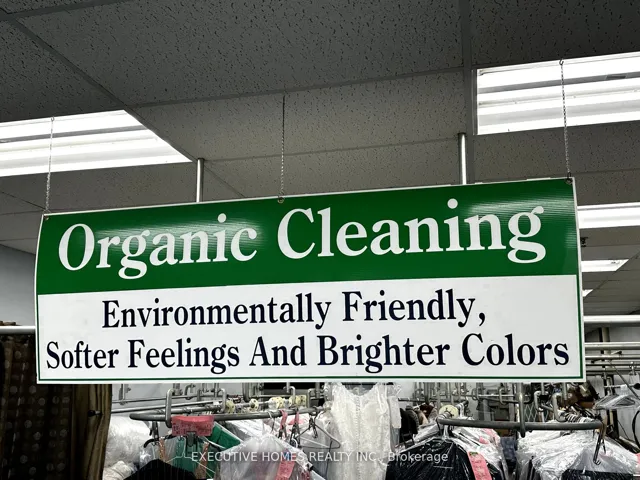 Organic Cleaning
Environmentally Friendly,
Softer Feelings And Brighter Colors
EXECUTIVE HOMES REALTY INC., Brokerage